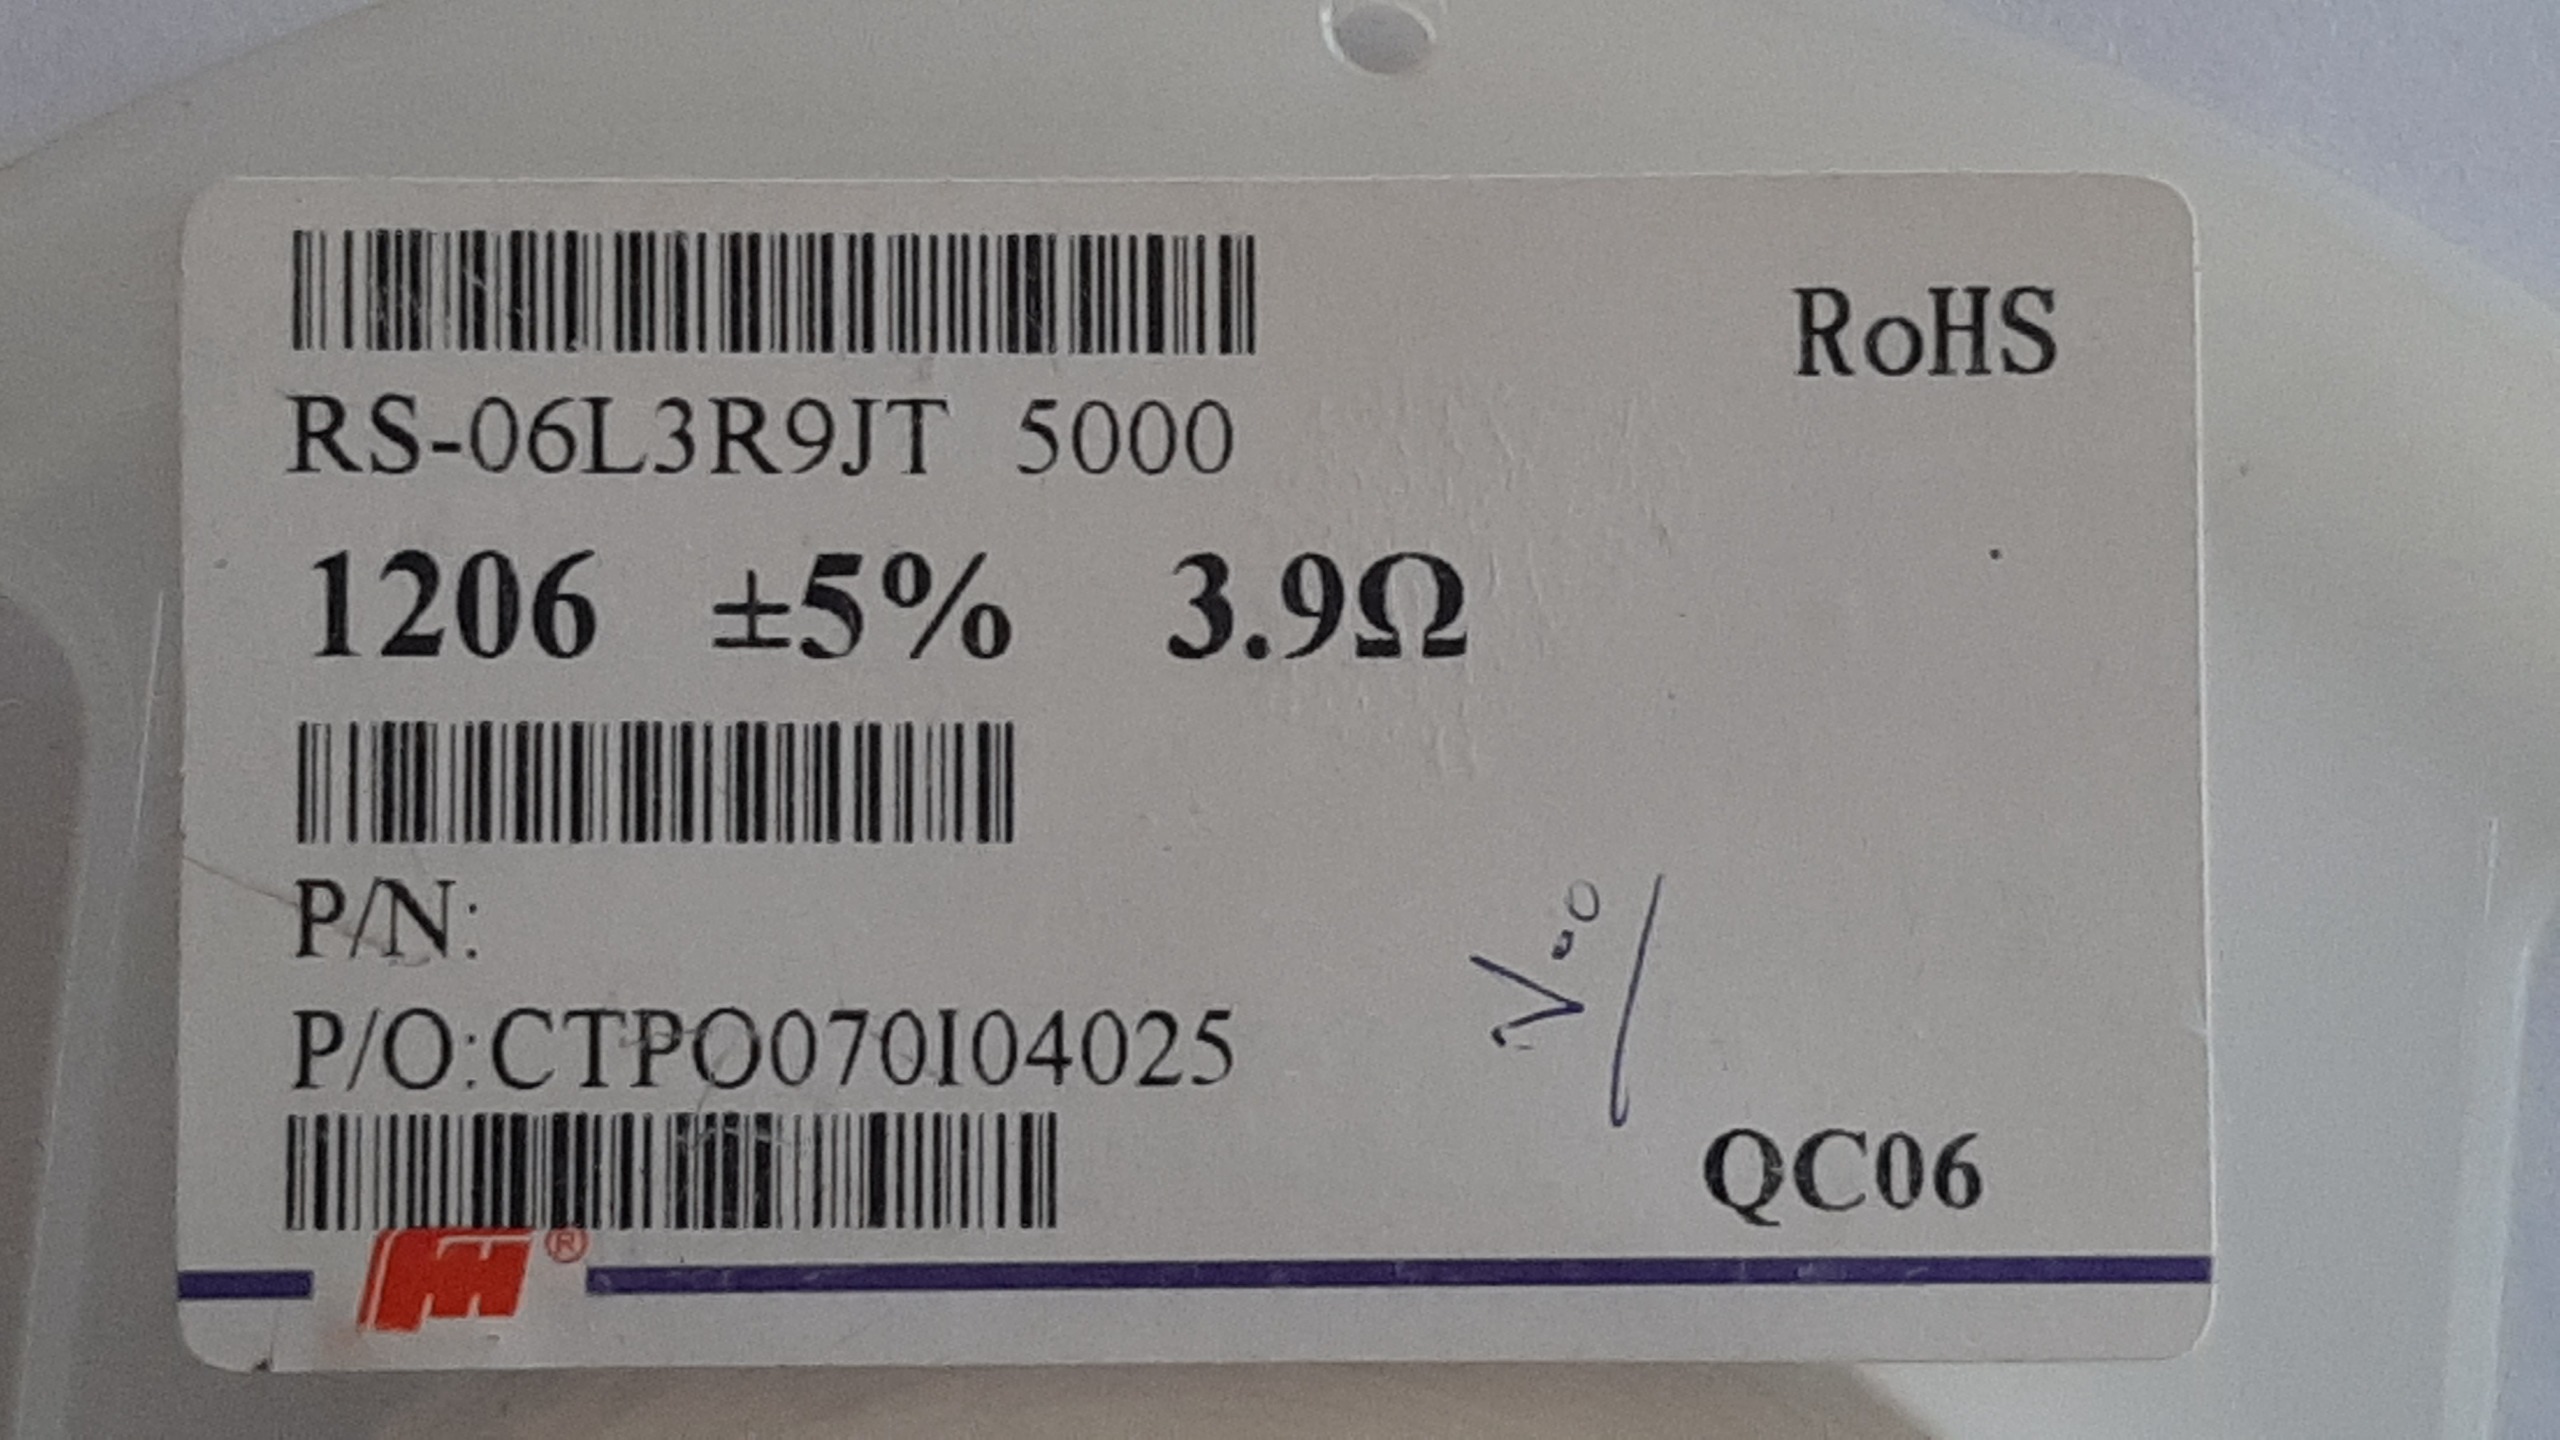 RoHS
RS-06L3R9JT 5000
1206 ±5% 3.9Ω
P/N:
P/O:CTPO070I04025
QC06
®